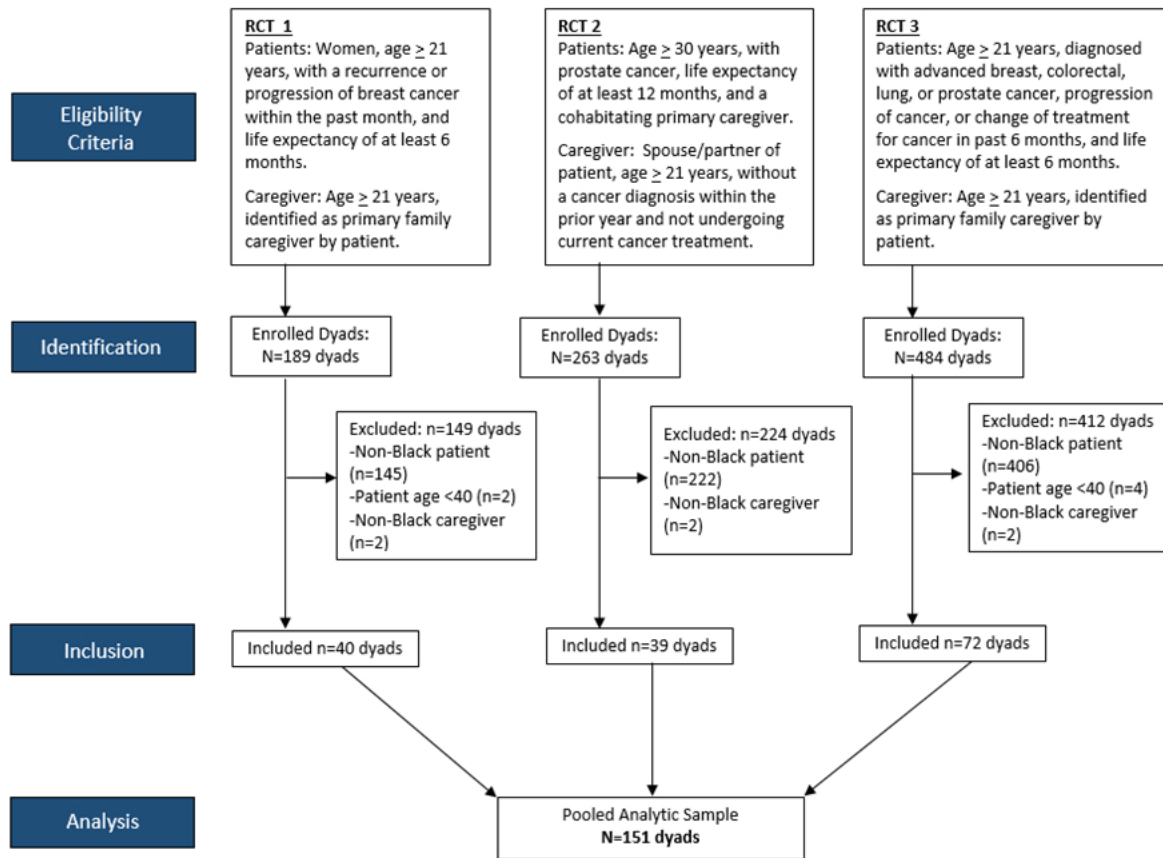 Eligibility
Criteria
RCT 1
Patients: Women, age ≥ 21
years, with a recurrence or
progression of breast cancer
within the past month, and
life expectancy of at least 6
months.
Caregiver: Age ≥ 21 years,
identified as primary family
caregiver by patient.
RCT 2
Patients: Age ≥ 30 years, with
prostate cancer, life expectancy
of at least 12 months, and a
cohabitating primary caregiver.
Caregiver: Spouse/partner of
patient, age ≥ 21 years, without
a cancer diagnosis within the
prior year and not undergoing
current cancer treatment.
RCT 3
Patients: Age ≥ 21 years, diagnosed
with advanced breast, colorectal,
lung, or prostate cancer, progression
of cancer, or change of treatment
for cancer in past 6 months, and life
expectancy of at least 6 months.
Caregiver: Age ≥ 21 years, identified
as primary family caregiver by
patient.
Identification
Enrolled Dyads:
N=189 dyads
Enrolled Dyads:
N=263 dyads
Enrolled Dyads:
N=484 dyads
Excluded: n=149 dyads
-Non-Black patient
(n=145)
-Patient age <40 (n=2)
-Non-Black caregiver
(n=2)
Excluded: n=224 dyads
-Non-Black patient
(n=222)
-Non-Black caregiver
(n=2)
Excluded: n=412 dyads
-Non-Black patient
(n=406)
-Patient age <40 (n=4)
-Non-Black caregiver
(n=2)
Inclusion
Included n=40 dyads
Included n=39 dyads
Included n=72 dyads
Analysis
Pooled Analytic Sample
N=151 dyads